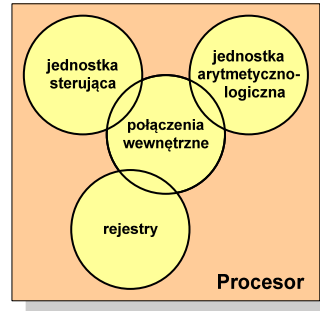 jednostka
sterująca
jednostka
arytmetyczno-
logiczna
połączenia
wewnętrzne
rejestry
Procesor